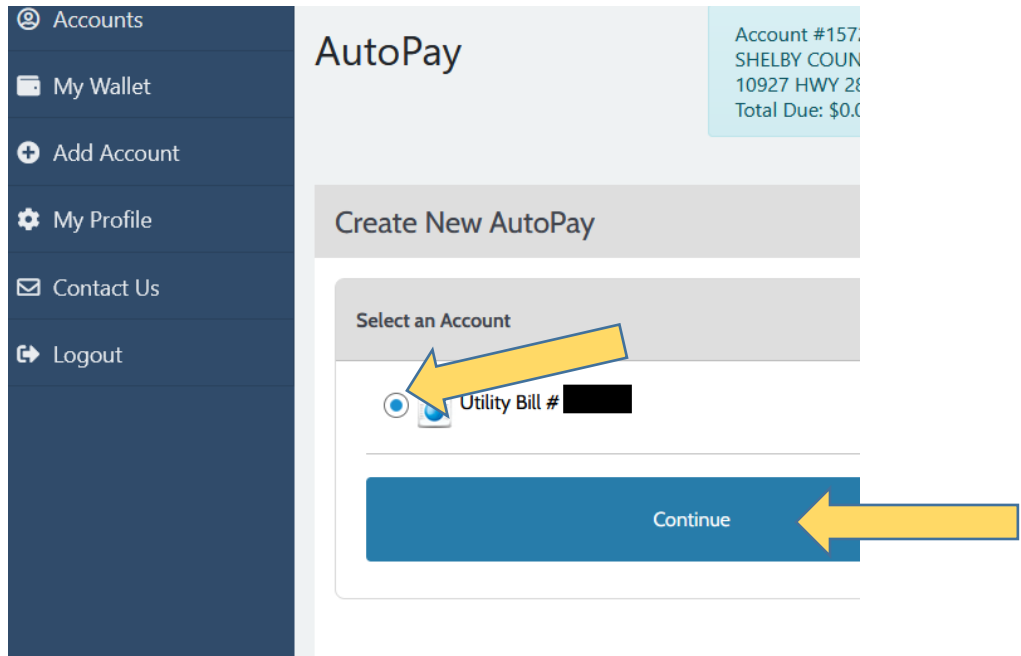 Accounts
My Wallet
Add Account
My Profile
Contact Us
Logout
AutoPay
Account #157
SHELBY COUN
10927 HWY 28
Total Due: $0.0
Create New AutoPay
Select an Account
Utility Bill #
Continue